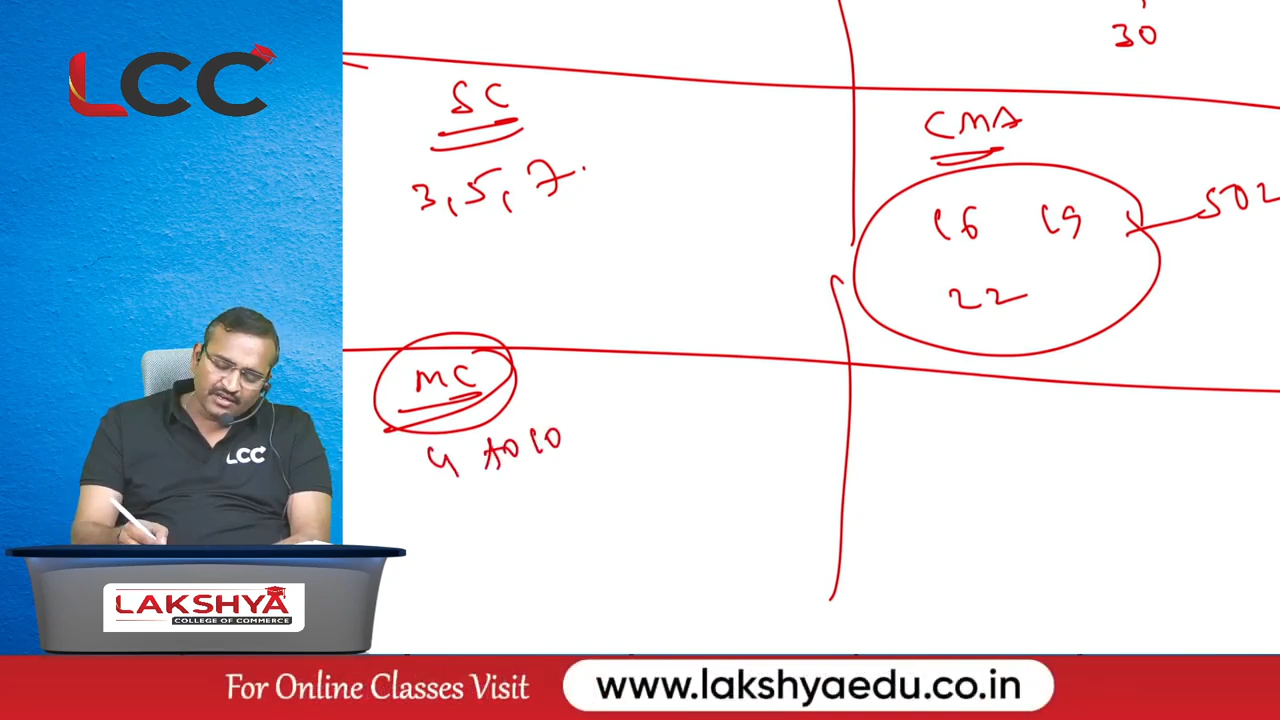 LCC
30
SC
3, 5, 7.
CMA
16 19
502
22
MC
4 to 10
LCC
LAKSHYA
COLLEGE OF COMMERCE
For Online Classes Visit
www.lakshyaedu.co.in